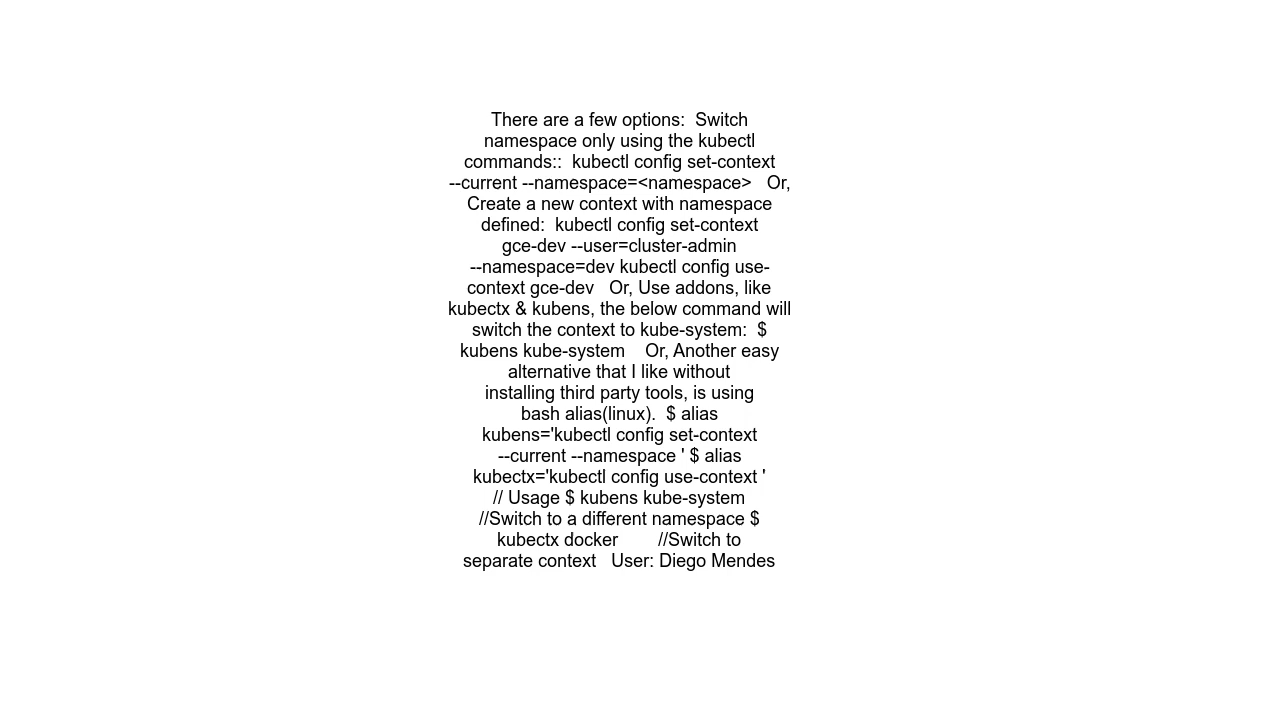 There are a few options:  Switch
namespace only using the kubectl
commands::  kubectl config set-context
--current --namespace=<namespace>   Or,
Create a new context with namespace
defined:  kubectl config set-context
gce-dev --user=cluster-admin
--namespace=dev kubectl config use-
context gce-dev   Or, Use addons, like
kubectx & kubens, the below command will
switch the context to kube-system:  $
kubens kube-system    Or, Another easy
alternative that I like without
installing third party tools, is using
bash alias(linux).  $ alias
kubens='kubectl config set-context
--current --namespace ' $ alias
kubectx='kubectl config use-context '
// Usage $ kubens kube-system
//Switch to a different namespace $
kubectx docker        //Switch to
separate context   User: Diego Mendes